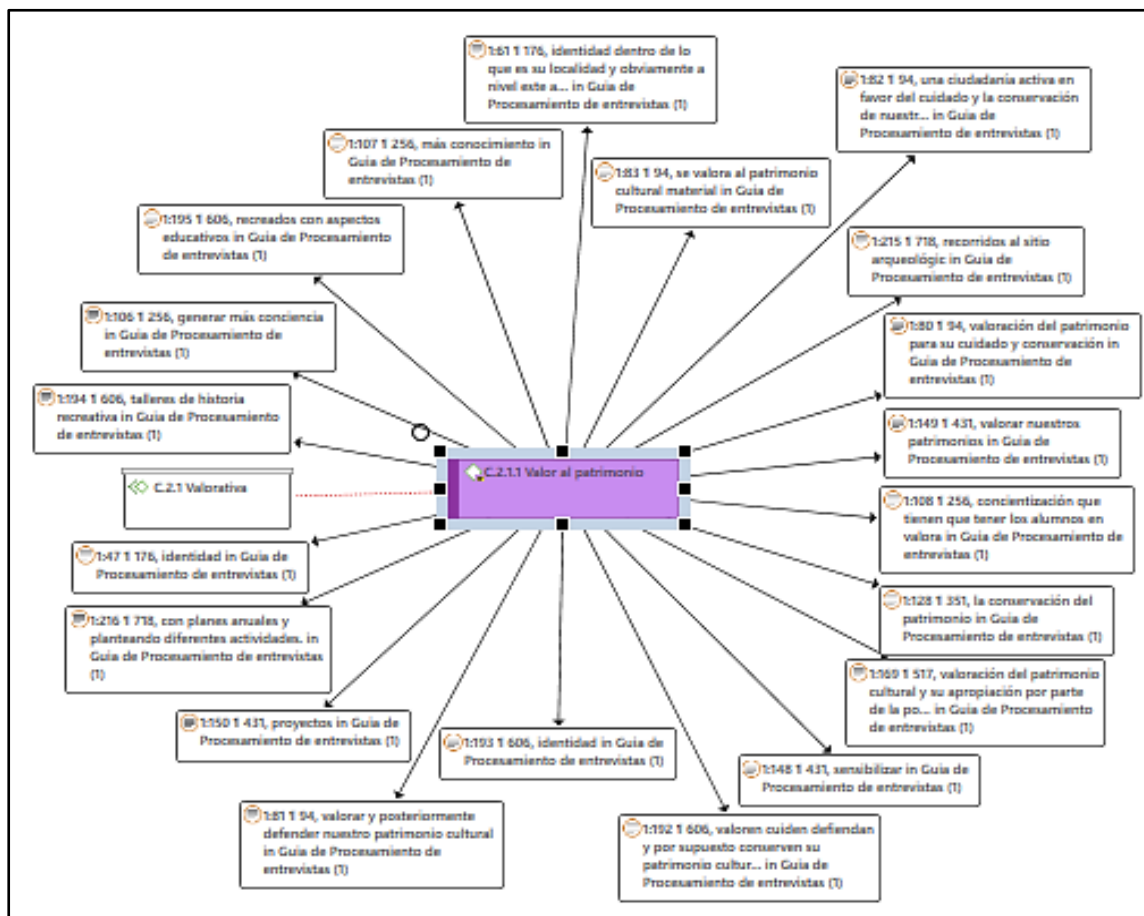 1:61 ¶ 176, identidad dentro de lo
que es su localidad y obviamente a
nivel este a... in Guia de
Procesamiento de entrevistas (1)
1:82 ¶ 94, una ciudadanía activa en
favor del cuidado y la conservación
de nuestr... in Guia de
Procesamiento de entrevistas (1)
1:107 ¶ 256, más conocimiento in
Guia de Procesamiento de
entrevistas (1)
1:83 ¶ 94, se valora al patrimonio
cultural material in Guia de
Procesamiento de entrevistas (1)
1:195 ¶ 606, recreados con aspectos
educativos in Guia de Procesamiento
de entrevistas (1)
1:215 ¶ 718, recorridos al sitio
arqueológic in Guia de
Procesamiento de entrevistas (1)
1:106 ¶ 256, generar más conciencia
in Guia de Procesamiento de
entrevistas (1)
1:80 ¶ 94, valoración del patrimonio
para su cuidado y conservación in
Guia de Procesamiento de
entrevistas (1)
1:194 ¶ 606, talleres de historia
recreativa in Guia de Procesamiento
de entrevistas (1)
1:149 ¶ 431, valorar nuestros
patrimonios in Guia de
Procesamiento de entrevistas (1)
C.2.1.1 Valor al patrimonio
C.2.1 Valorativa
1:108 ¶ 256, concientización que
tienen que tener los alumnos en
valora in Guia de Procesamiento de
entrevistas (1)
1:47 ¶ 176, identidad in Guia de
Procesamiento de entrevistas (1)
1:128 ¶ 351, la conservación del
patrimonio in Guia de
Procesamiento de entrevistas (1)
1:216 ¶ 718, con planes anuales y
planteando diferentes actividades. in
Guia de Procesamiento de entrevistas
(1)
1:169 ¶ 517, valoración del patrimonio
cultural y su apropiación por parte
de la po... in Guia de Procesamiento
de entrevistas (1)
1:150 ¶ 431, proyectos in Guia de
Procesamiento de entrevistas (1)
1:193 ¶ 606, identidad in Guia de
Procesamiento de entrevistas (1)
1:148 ¶ 431, sensibilizar in Guia de
Procesamiento de entrevistas (1)
1:81 ¶ 94, valorar y posteriormente
defender nuestro patrimonio cultural
in Guia de Procesamiento de
entrevistas (1)
1:192 ¶ 606, valoren cuiden defiendan
y por supuesto conserven su
patrimonio cultur... in Guia de
Procesamiento de entrevistas (1)